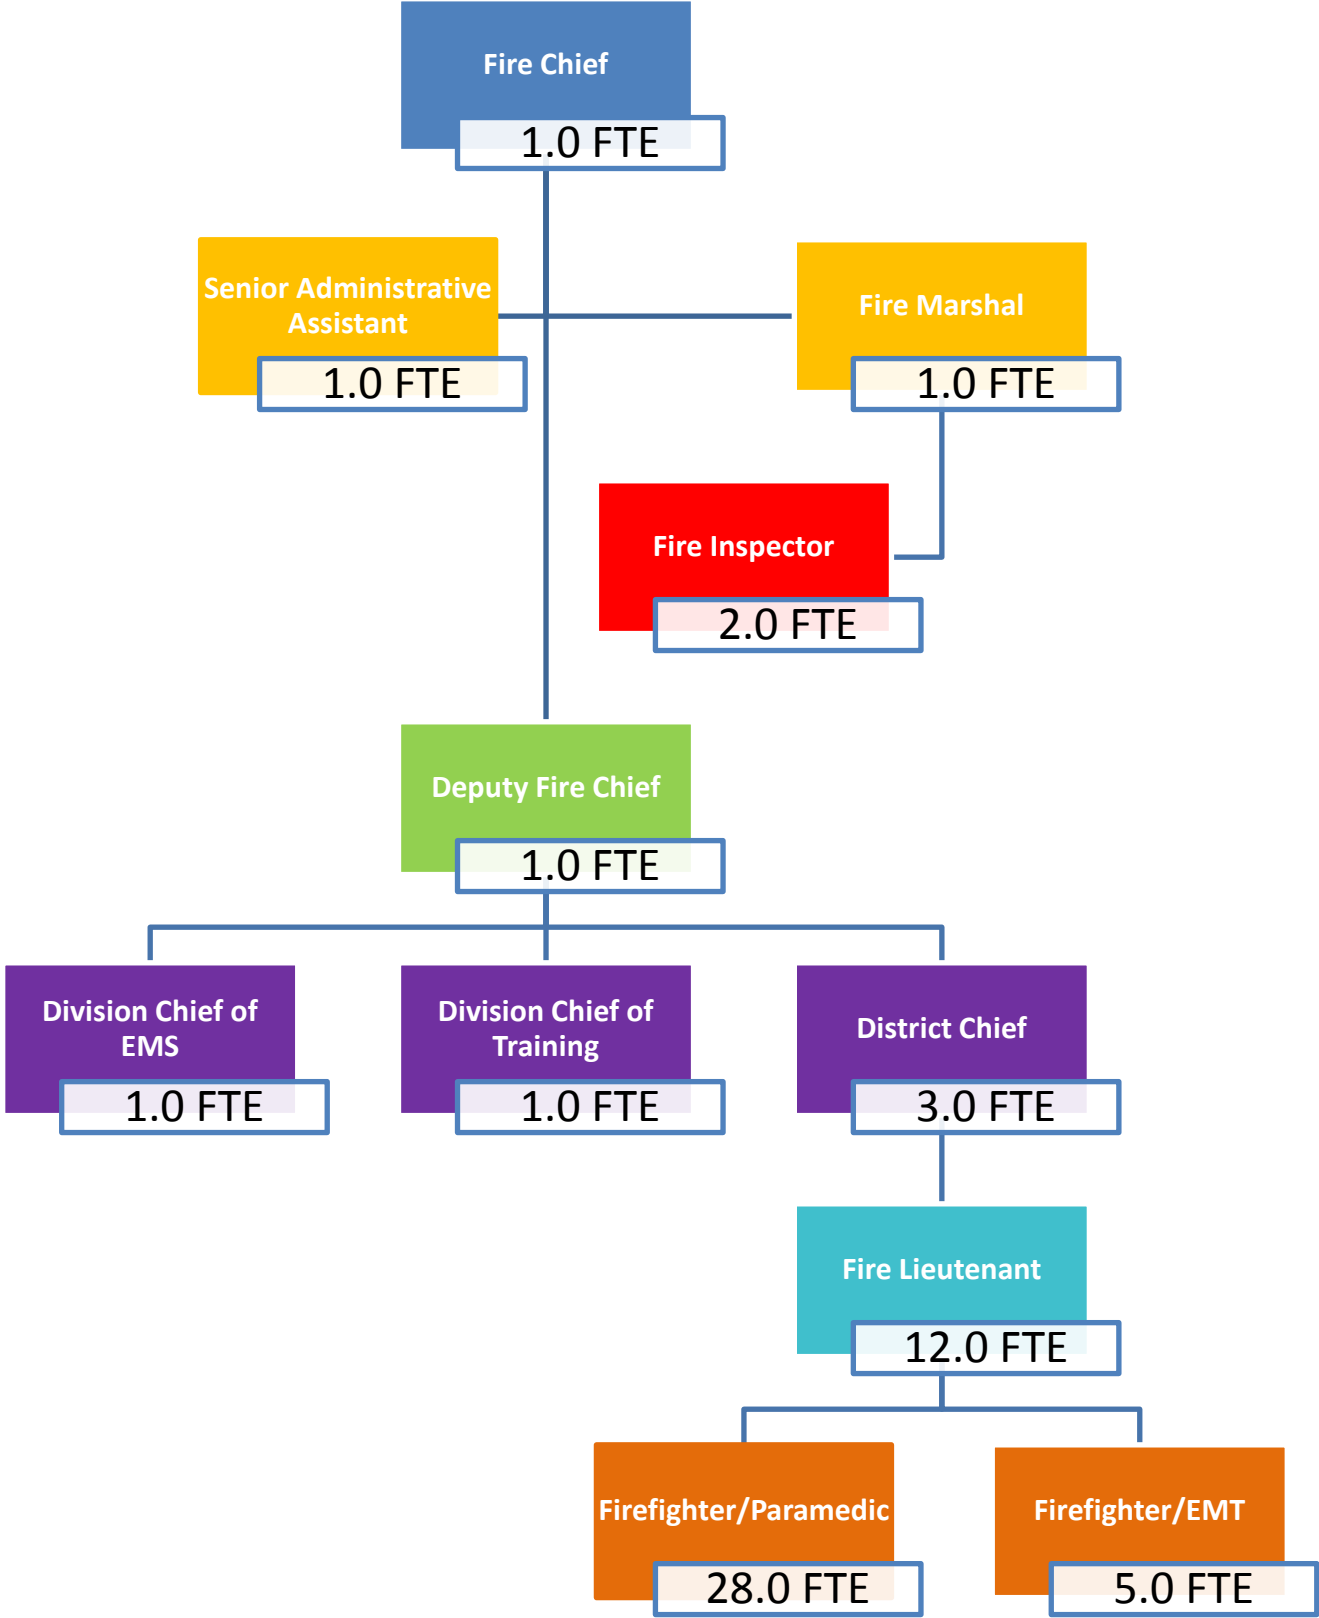 Fire Chief
1.0 FTE
Senior Administrative
Assistant
1.0 FTE
Fire Marshal
1.0 FTE
Fire Inspector
2.0 FTE
Deputy Fire Chief
1.0 FTE
Division Chief of
EMS
1.0 FTE
Division Chief of
Training
1.0 FTE
District Chief
3.0 FTE
Fire Lieutenant
12.0 FTE
Firefighter/Paramedic
28.0 FTE
Firefighter/EMT
5.0 FTE